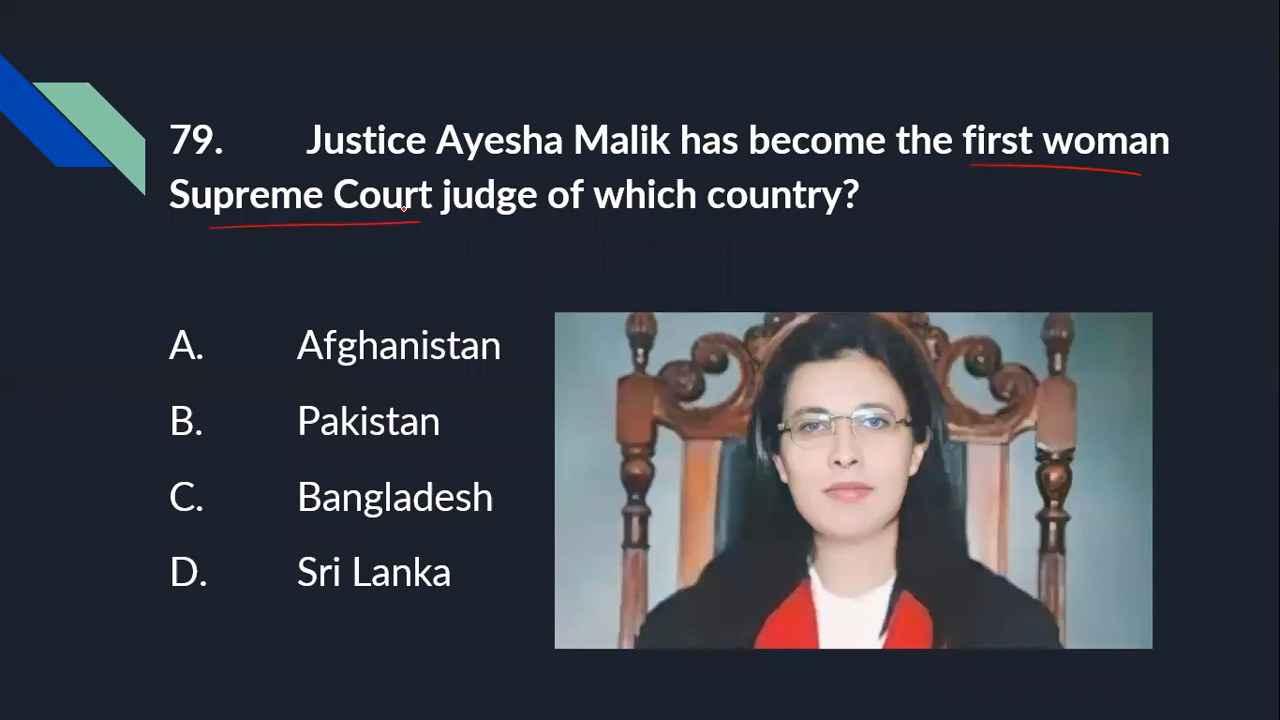 79. Justice Ayesha Malik has become the first woman
Supreme Court judge of which country?
A. Afghanistan
B. Pakistan
C. Bangladesh
D. Sri Lanka